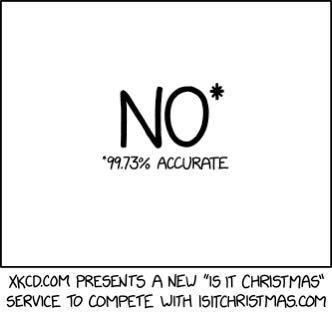 NO*
*99.73% ACCURATE
XKCD.COM PRESENTS A NEW "IS IT CHRISTMAS"
SERVICE TO COMPETE WITH ISITCHRISTMAS.COM